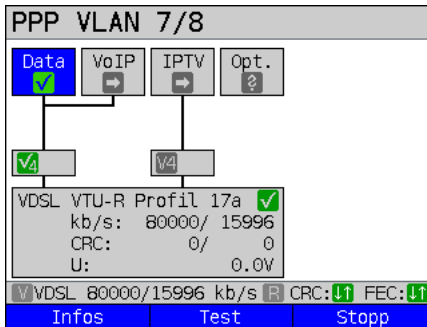 PPP VLAN 7/8
Data VoIP IPTV Opt.
V4 V4
VDSL VTU-R Profil 17a
kb/s: 80000/ 15996
CRC: 0/ 0
U: 0.0V
V VDSL 80000/15996 kb/s R CRC: FEC:
Infos Test Stopp